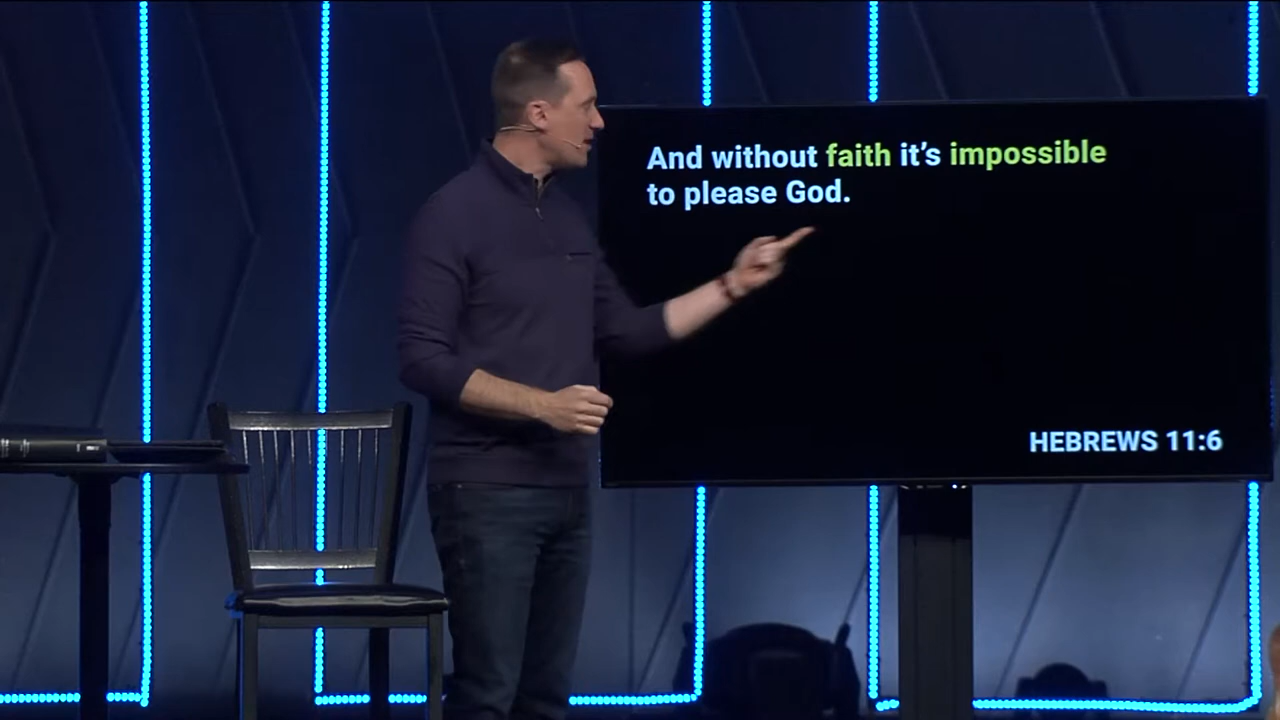 And without faith it’s impossible
to please God.
HEBREWS 11:6